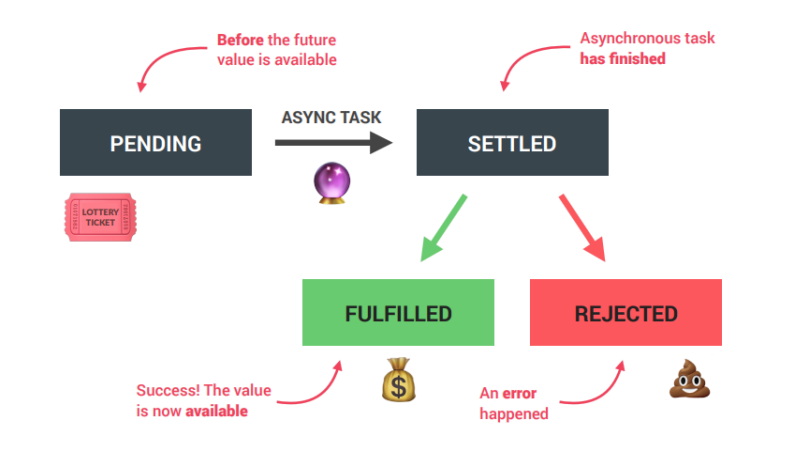 Before the future
value is available
Asynchronous task
has finished
PENDING
ASYNC TASK
SETTLED
LOTTERY
TICKET
FULFILLED
REJECTED
$
Success! The value
is now available
An error
happened